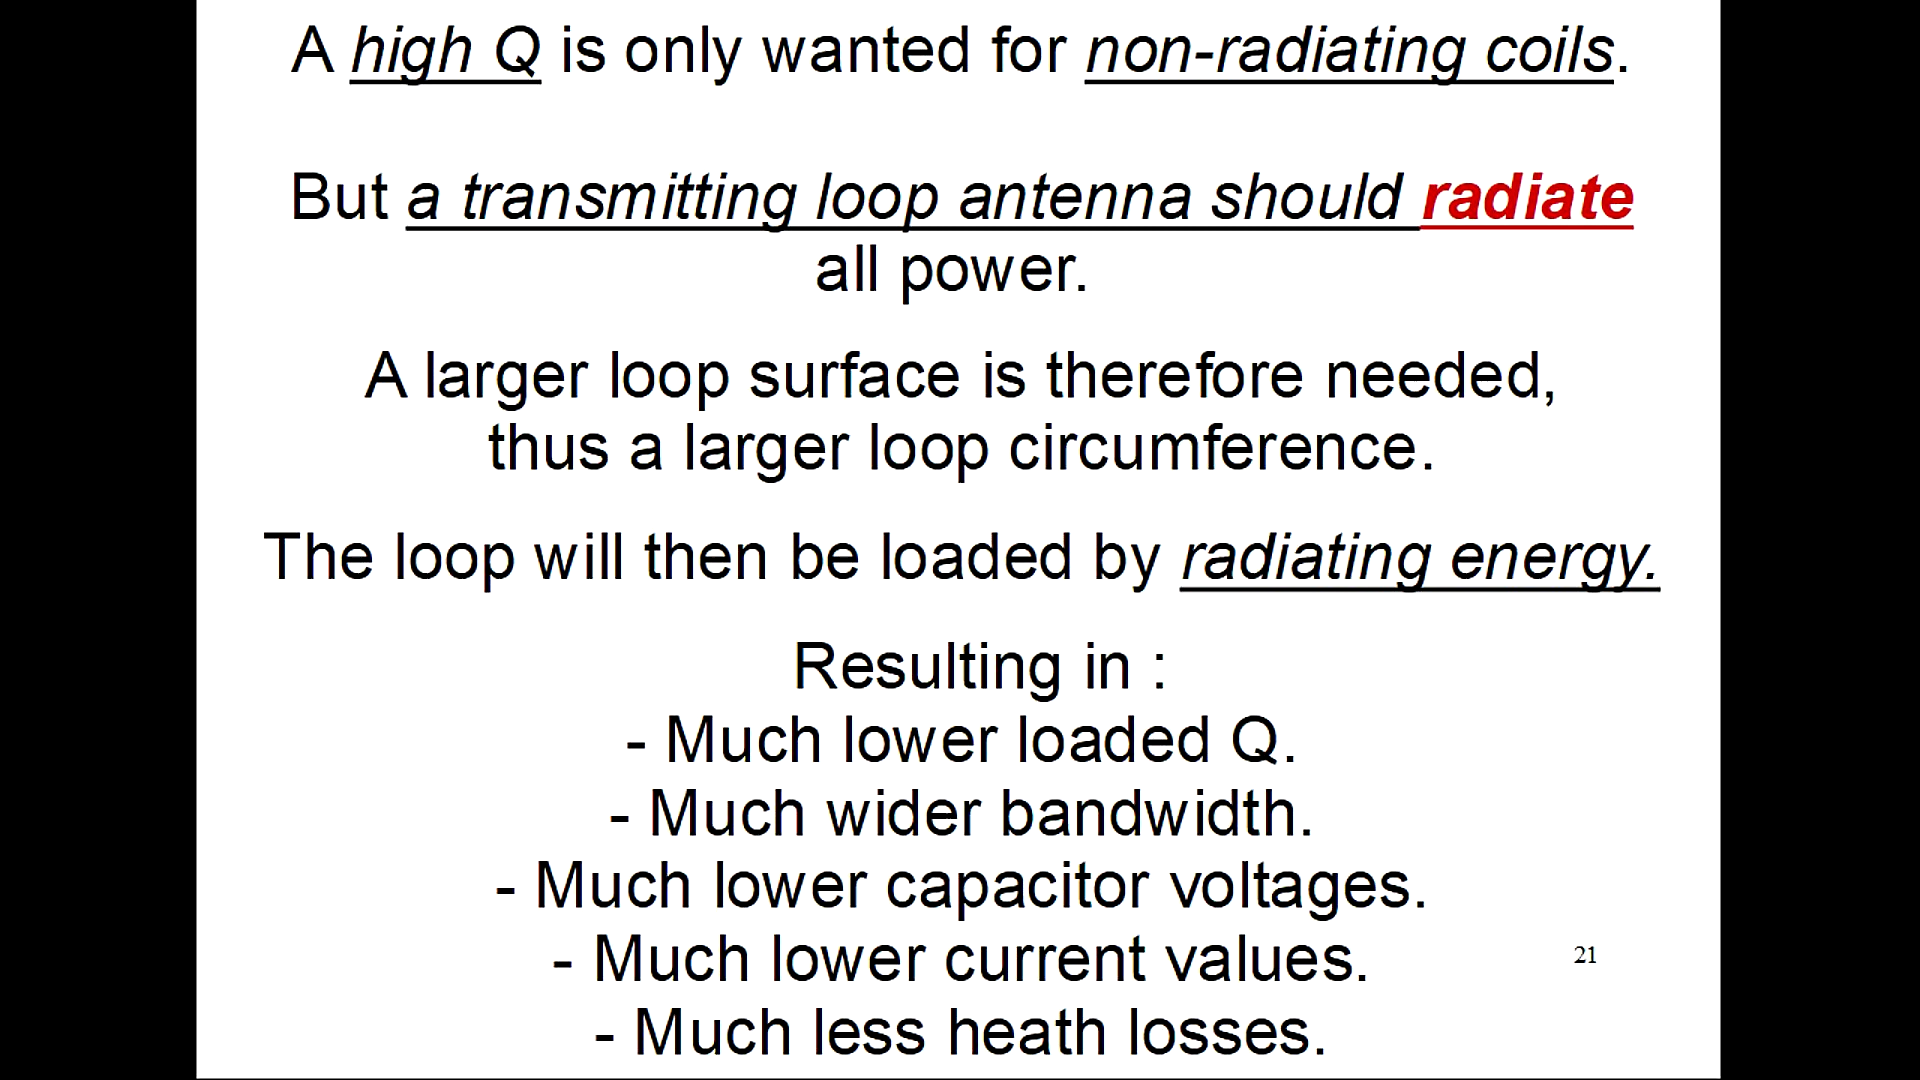 A high Q is only wanted for non-radiating coils.
But a transmitting loop antenna should radiate
all power.
A larger loop surface is therefore needed,
thus a larger loop circumference.
The loop will then be loaded by radiating energy.
Resulting in :
- Much lower loaded Q.
- Much wider bandwidth.
- Much lower capacitor voltages.
- Much lower current values.
21
- Much less heath losses.